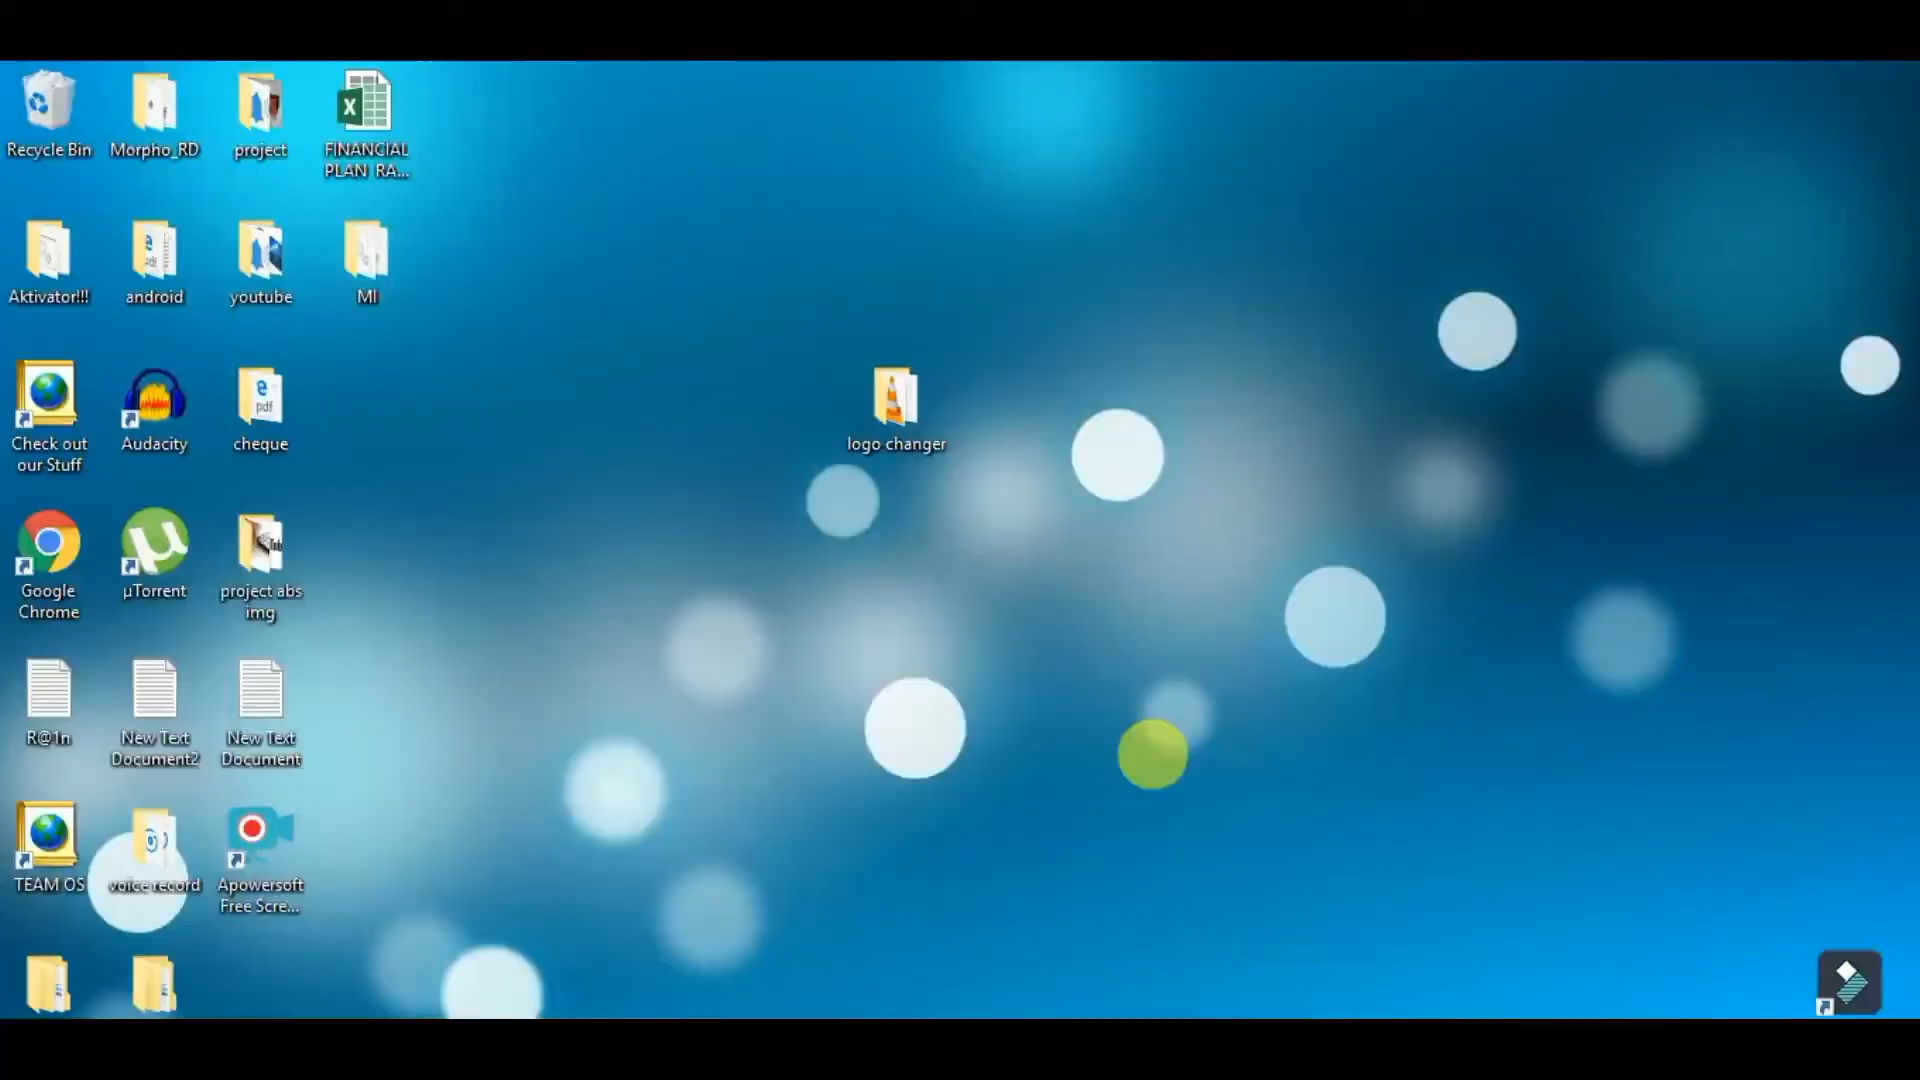 Recycle Bin
Morpho_RD
project
FINANCIAL
PLAN RA...
Aktivator!!!
android
youtube
MI
Check out
our Stuff
Audacity
cheque
logo changer
Google
Chrome
µTorrent
project abs
img
R@1n
New Text
Document2
New Text
Document
TEAM OS
voice record
Apowersoft
Free Scre...